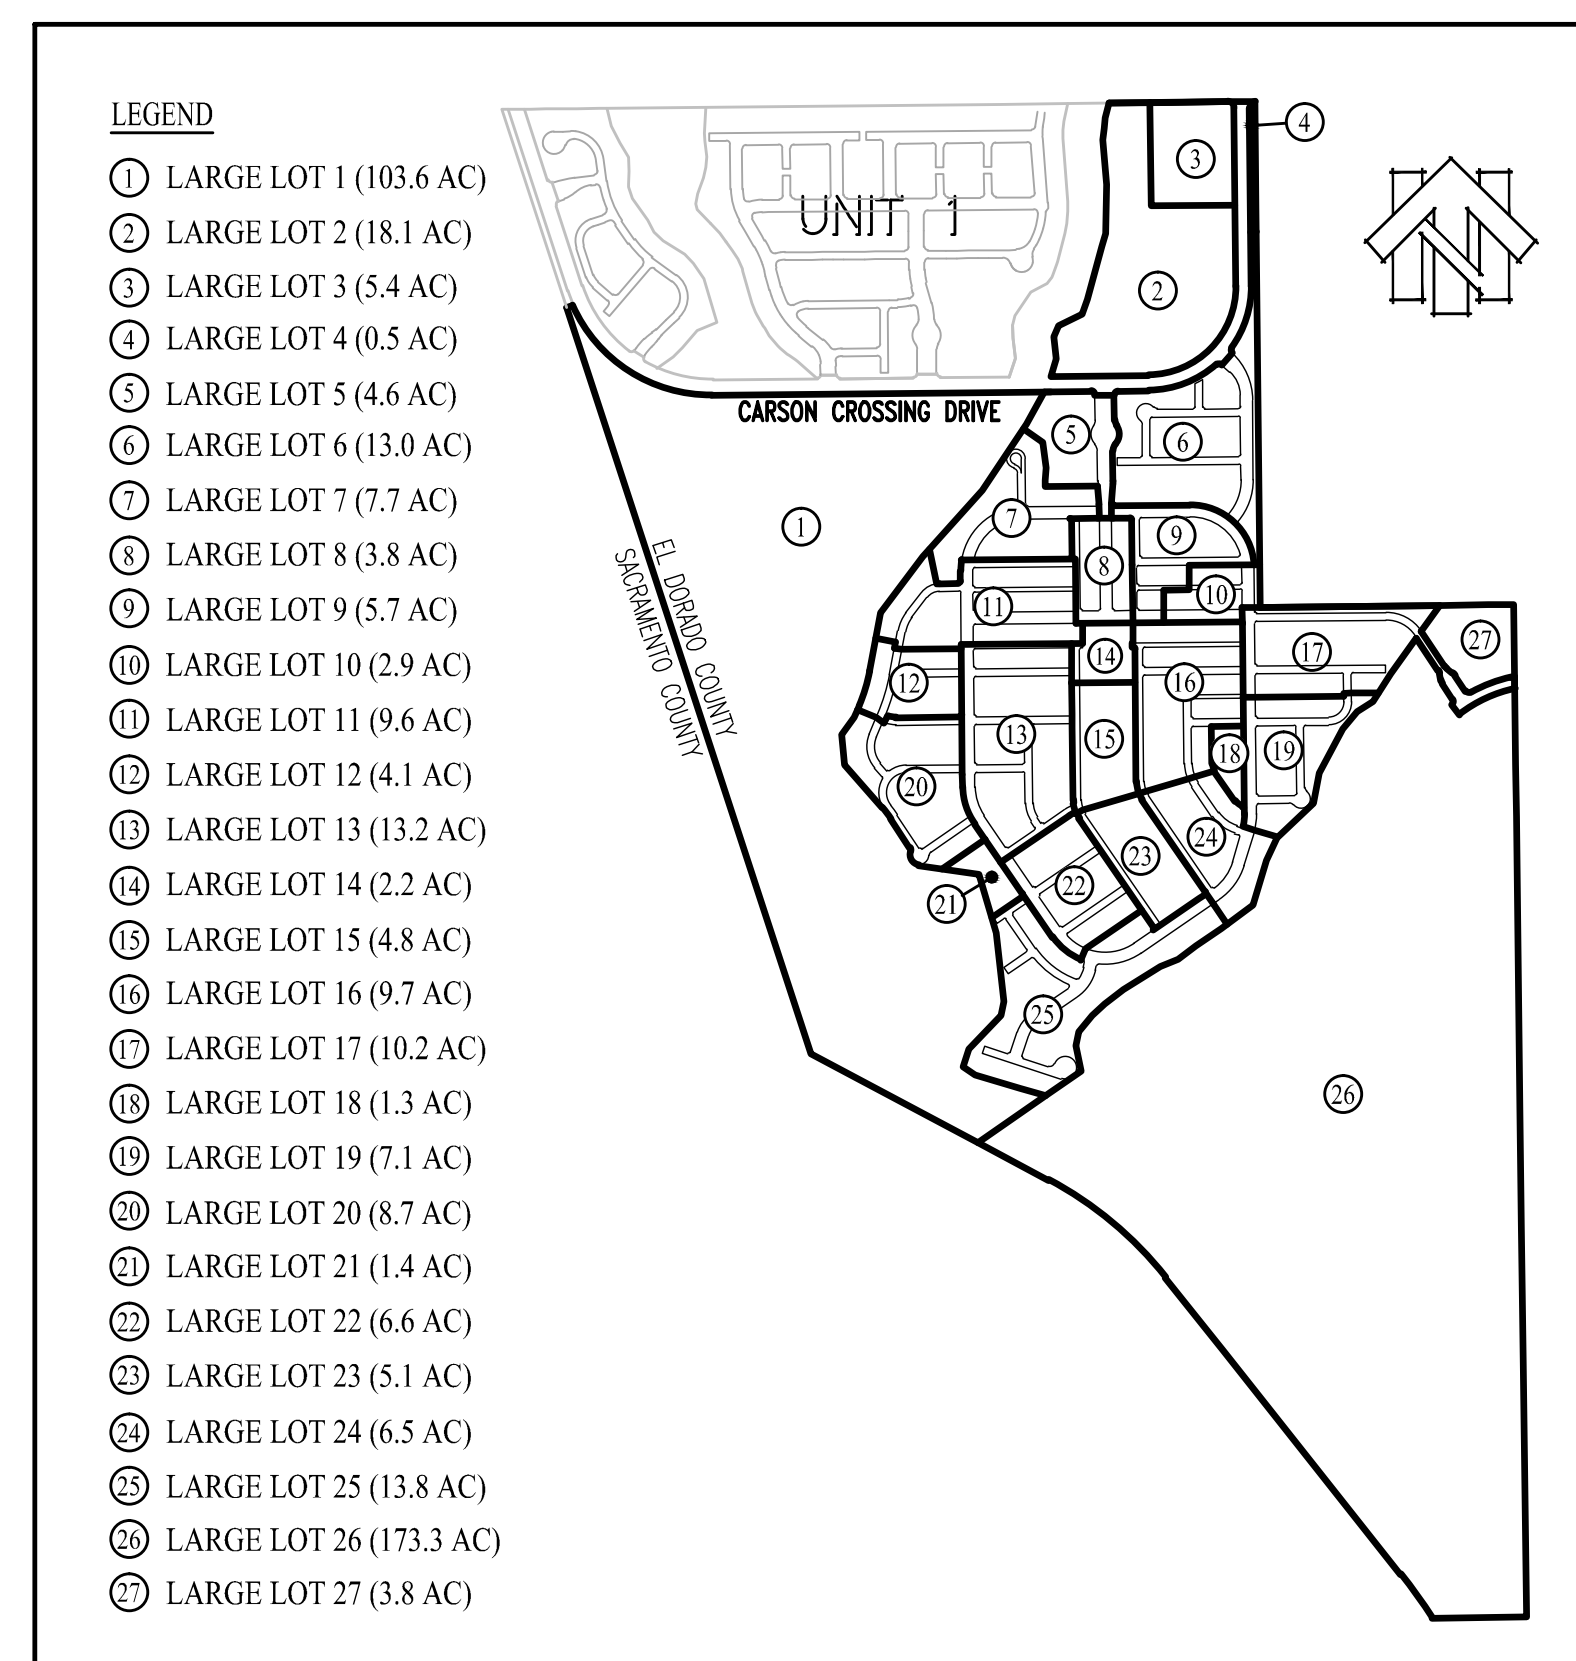 LEGEND
1 LARGE LOT 1 (103.6 AC)
2 LARGE LOT 2 (18.1 AC)
3 LARGE LOT 3 (5.4 AC)
4 LARGE LOT 4 (0.5 AC)
5 LARGE LOT 5 (4.6 AC)
6 LARGE LOT 6 (13.0 AC)
7 LARGE LOT 7 (7.7 AC)
8 LARGE LOT 8 (3.8 AC)
9 LARGE LOT 9 (5.7 AC)
10 LARGE LOT 10 (2.9 AC)
11 LARGE LOT 11 (9.6 AC)
12 LARGE LOT 12 (4.1 AC)
13 LARGE LOT 13 (13.2 AC)
14 LARGE LOT 14 (2.2 AC)
15 LARGE LOT 15 (4.8 AC)
16 LARGE LOT 16 (9.7 AC)
17 LARGE LOT 17 (10.2 AC)
18 LARGE LOT 18 (1.3 AC)
19 LARGE LOT 19 (7.1 AC)
20 LARGE LOT 20 (8.7 AC)
21 LARGE LOT 21 (1.4 AC)
22 LARGE LOT 22 (6.6 AC)
23 LARGE LOT 23 (5.1 AC)
24 LARGE LOT 24 (6.5 AC)
25 LARGE LOT 25 (13.8 AC)
26 LARGE LOT 26 (173.3 AC)
27 LARGE LOT 27 (3.8 AC)
4
3
UNIT 1
N
2
CARSON CROSSING DRIVE
5
6
1
7
9
EL DORADO COUNTY
SACRAMENTO COUNTY
8
10
11
27
17
14
12
16
13
15
18
19
20
24
23
22
21
25
26